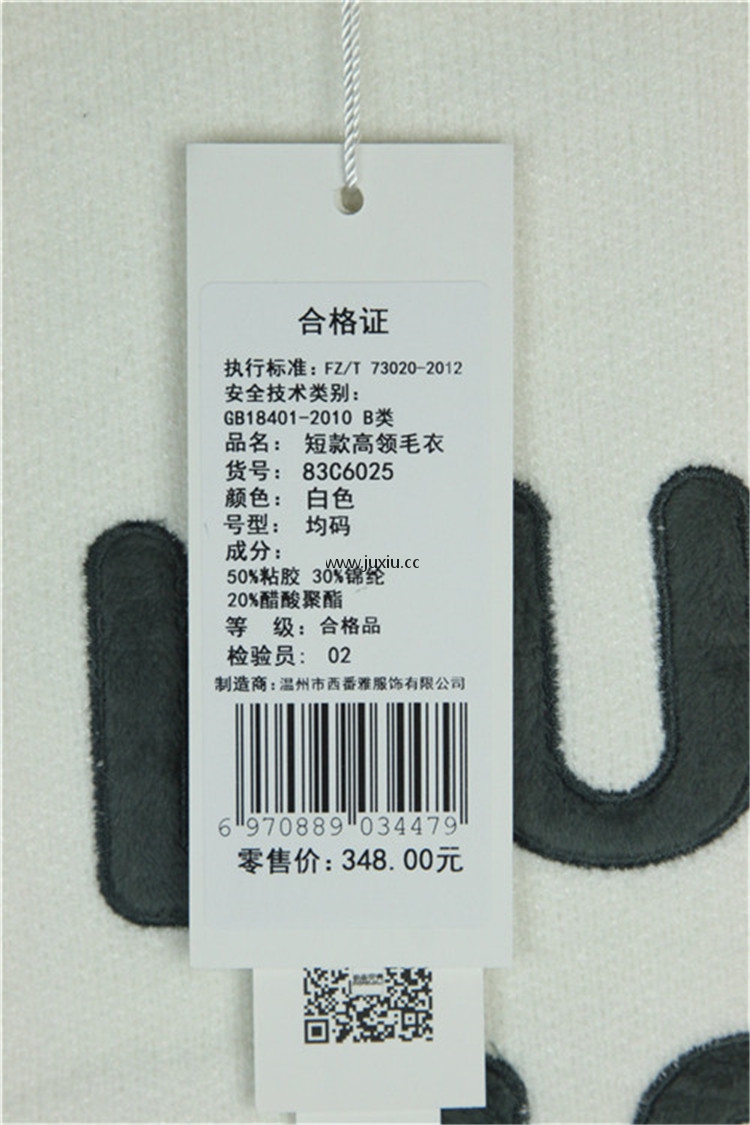 合格证
执行标准：FZ/T 73020-2012
安全技术类别：
GB18401-2010 B类
品名：短款高领毛衣
货号：83C6025
颜色：白色
号型：均码
成分：
www.juxiu.cc
50%粘胶 30%锦纶
20%醋酸聚酯
等 级：合格品
检验员：02
制造商：温州市西番雅服饰有限公司
6 970889 034479
零售价：348.00元